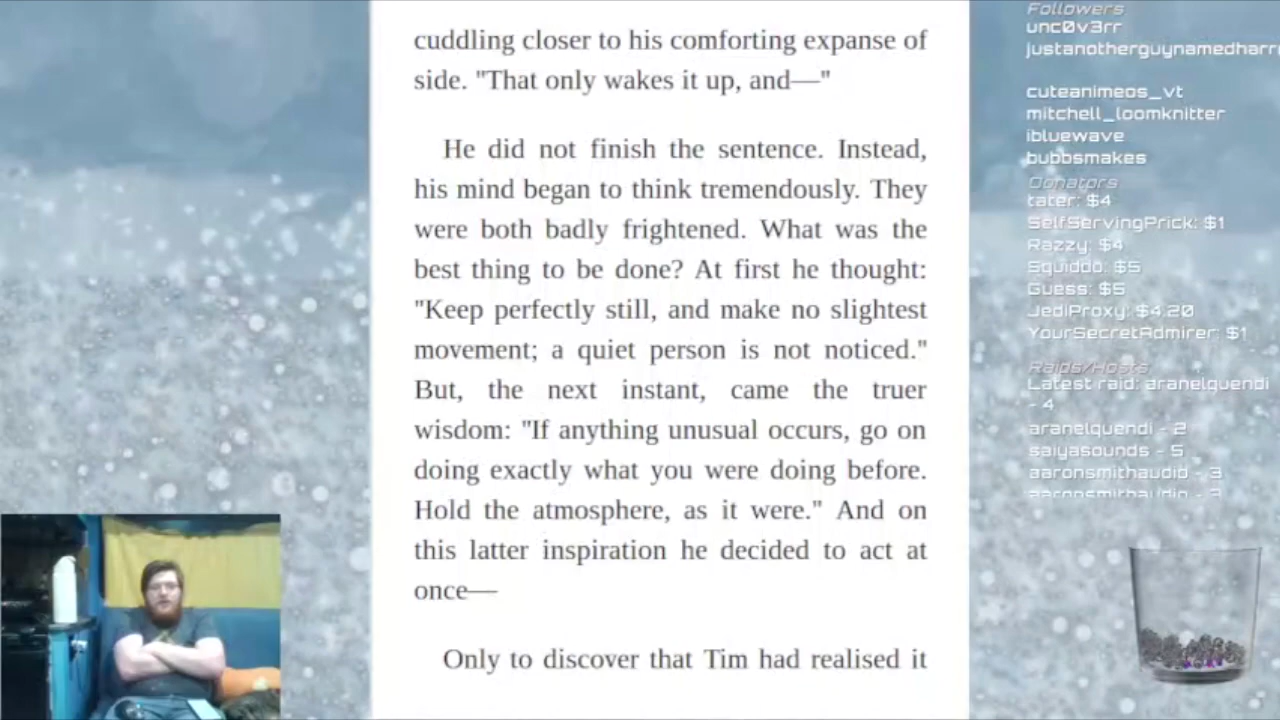 cuddling closer to his comforting expanse of
side. "That only wakes it up, and—"
He did not finish the sentence. Instead,
his mind began to think tremendously. They
were both badly frightened. What was the
best thing to be done? At first he thought:
"Keep perfectly still, and make no slightest
movement; a quiet person is not noticed."
But, the next instant, came the truer
wisdom: "If anything unusual occurs, go on
doing exactly what you were doing before.
Hold the atmosphere, as it were." And on
this latter inspiration he decided to act at
once—
Only to discover that Tim had realised it
Followers
unc0v3rr
justanotherguynamedharr
cuteanimeos_vt
mitchell_loomknitter
ibluewave
bubbsmakes
Donators
tater: $4
SelfServingPrick: $1
Razzy: $4
Squiddo: $5
Guess: $5
JediProxy: $4.20
YourSecretAdmirer: $1
Raids/Hosts
Latest raid: aranelquendi
- 4
aranelquendi - 2
saiyasounds - 5
aaronsmithaudio - 3
aaronsmithaudio - 3